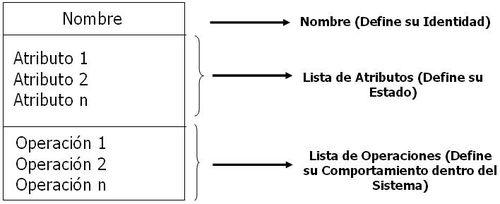 Nombre
Nombre (Define su Identidad)
Atributo 1
Atributo 2
Atributo n
Lista de Atributos (Define su
Estado)
Operación 1
Operación 2
Operación n
Lista de Operaciones (Define
su Comportamiento dentro del
Sistema)